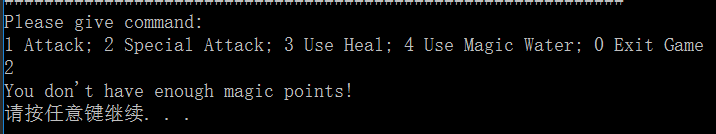 Please give command:
1 Attack; 2 Special Attack; 3 Use Heal; 4 Use Magic Water; 0 Exit Game
2
You don't have enough magic points!
请按任意键继续. . .